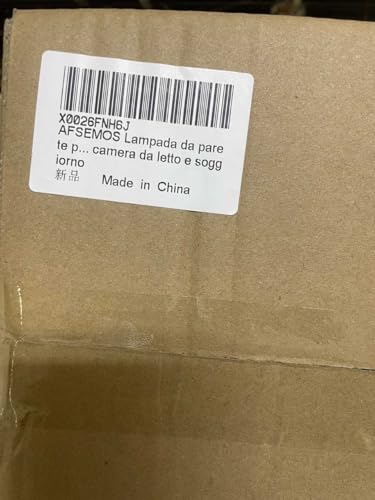 X0026FNH6J
AFSEMOS Lampada da pare
te p... camera da letto e sogg
iorno
新品 Made in China